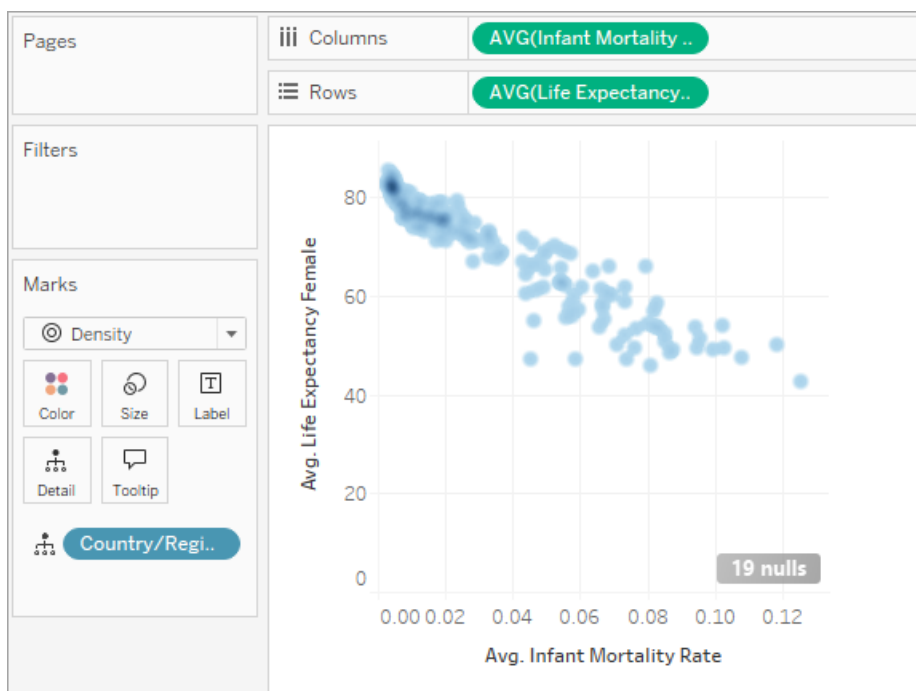 Pages
Columns
AVG(Infant Mortality ..
Rows
AVG(Life Expectancy..
Filters
Marks
Density
Color
Size
Label
Detail
Tooltip
Country/Regi..
Avg. Life Expectancy Female
80
60
40
20
0
19 nulls
0.00 0.02 0.04 0.06 0.08 0.10 0.12
Avg. Infant Mortality Rate